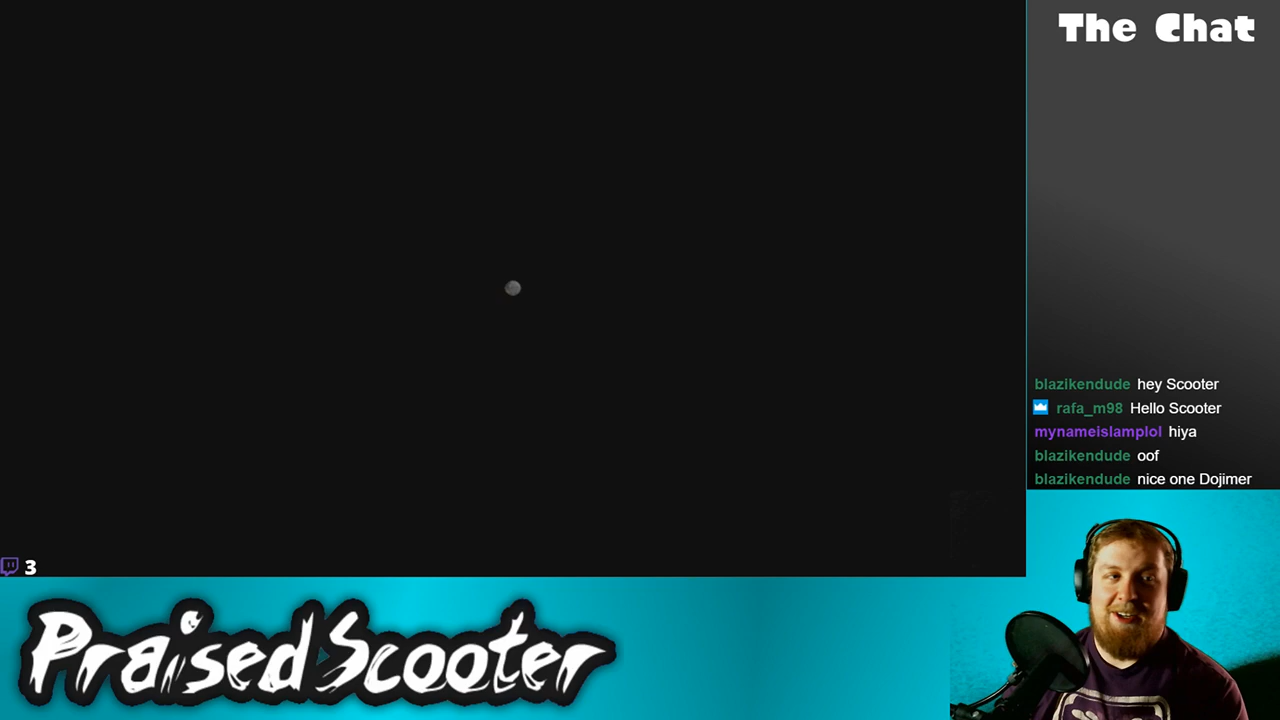 The Chat
blazikendude hey Scooter
rafa_m98 Hello Scooter
mynameislamplol hiya
blazikendude oof
blazikendude nice one Dojimer
3
PraisedScooter